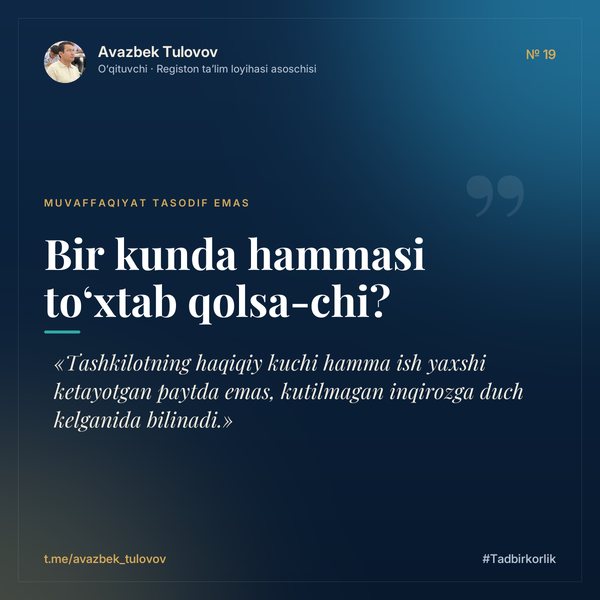 Avazbek Tulovov
O‘qituvchi · Registon ta’lim loyihasi asoschisi
№ 19
MUVAFFAQIYAT TASODIF EMAS
”
Bir kunda hammasi
to‘xtab qolsa-chi?
«Tashkilotning haqiqiy kuchi hamma ish yaxshi
ketayotgan paytda emas, kutilmagan inqirozga duch
kelganida bilinadi.»
t.me/avazbek_tulovov
#Tadbirkorlik